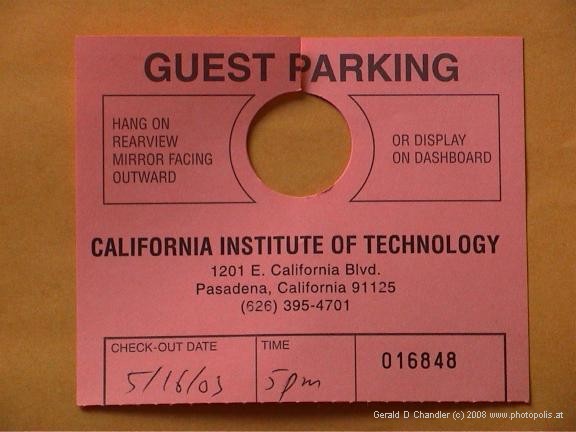 GUEST PARKING
HANG ON
REARVIEW
MIRROR FACING
OUTWARD
OR DISPLAY
ON DASHBOARD
CALIFORNIA INSTITUTE OF TECHNOLOGY
1201 E. California Blvd.
Pasadena, California 91125
(626) 395-4701
CHECK-OUT DATE
5/16/03
TIME
5pm
016848
Gerald D Chandler (c) 2008 www.photopolis.at